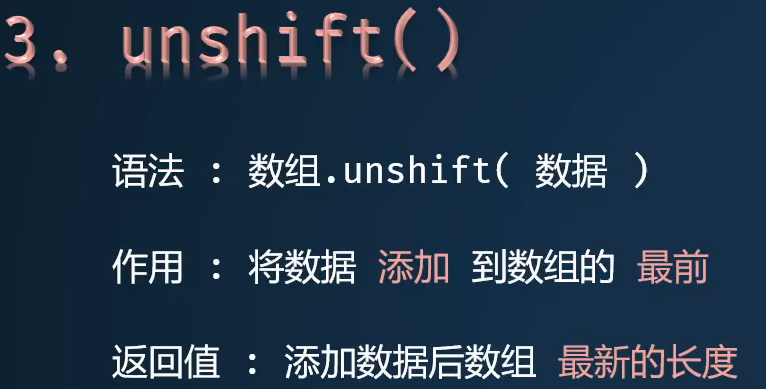 3. unshift()
语法 : 数组.unshift( 数据 )
作用 : 将数据 添加 到数组的 最前
返回值 : 添加数据后数组 最新的长度